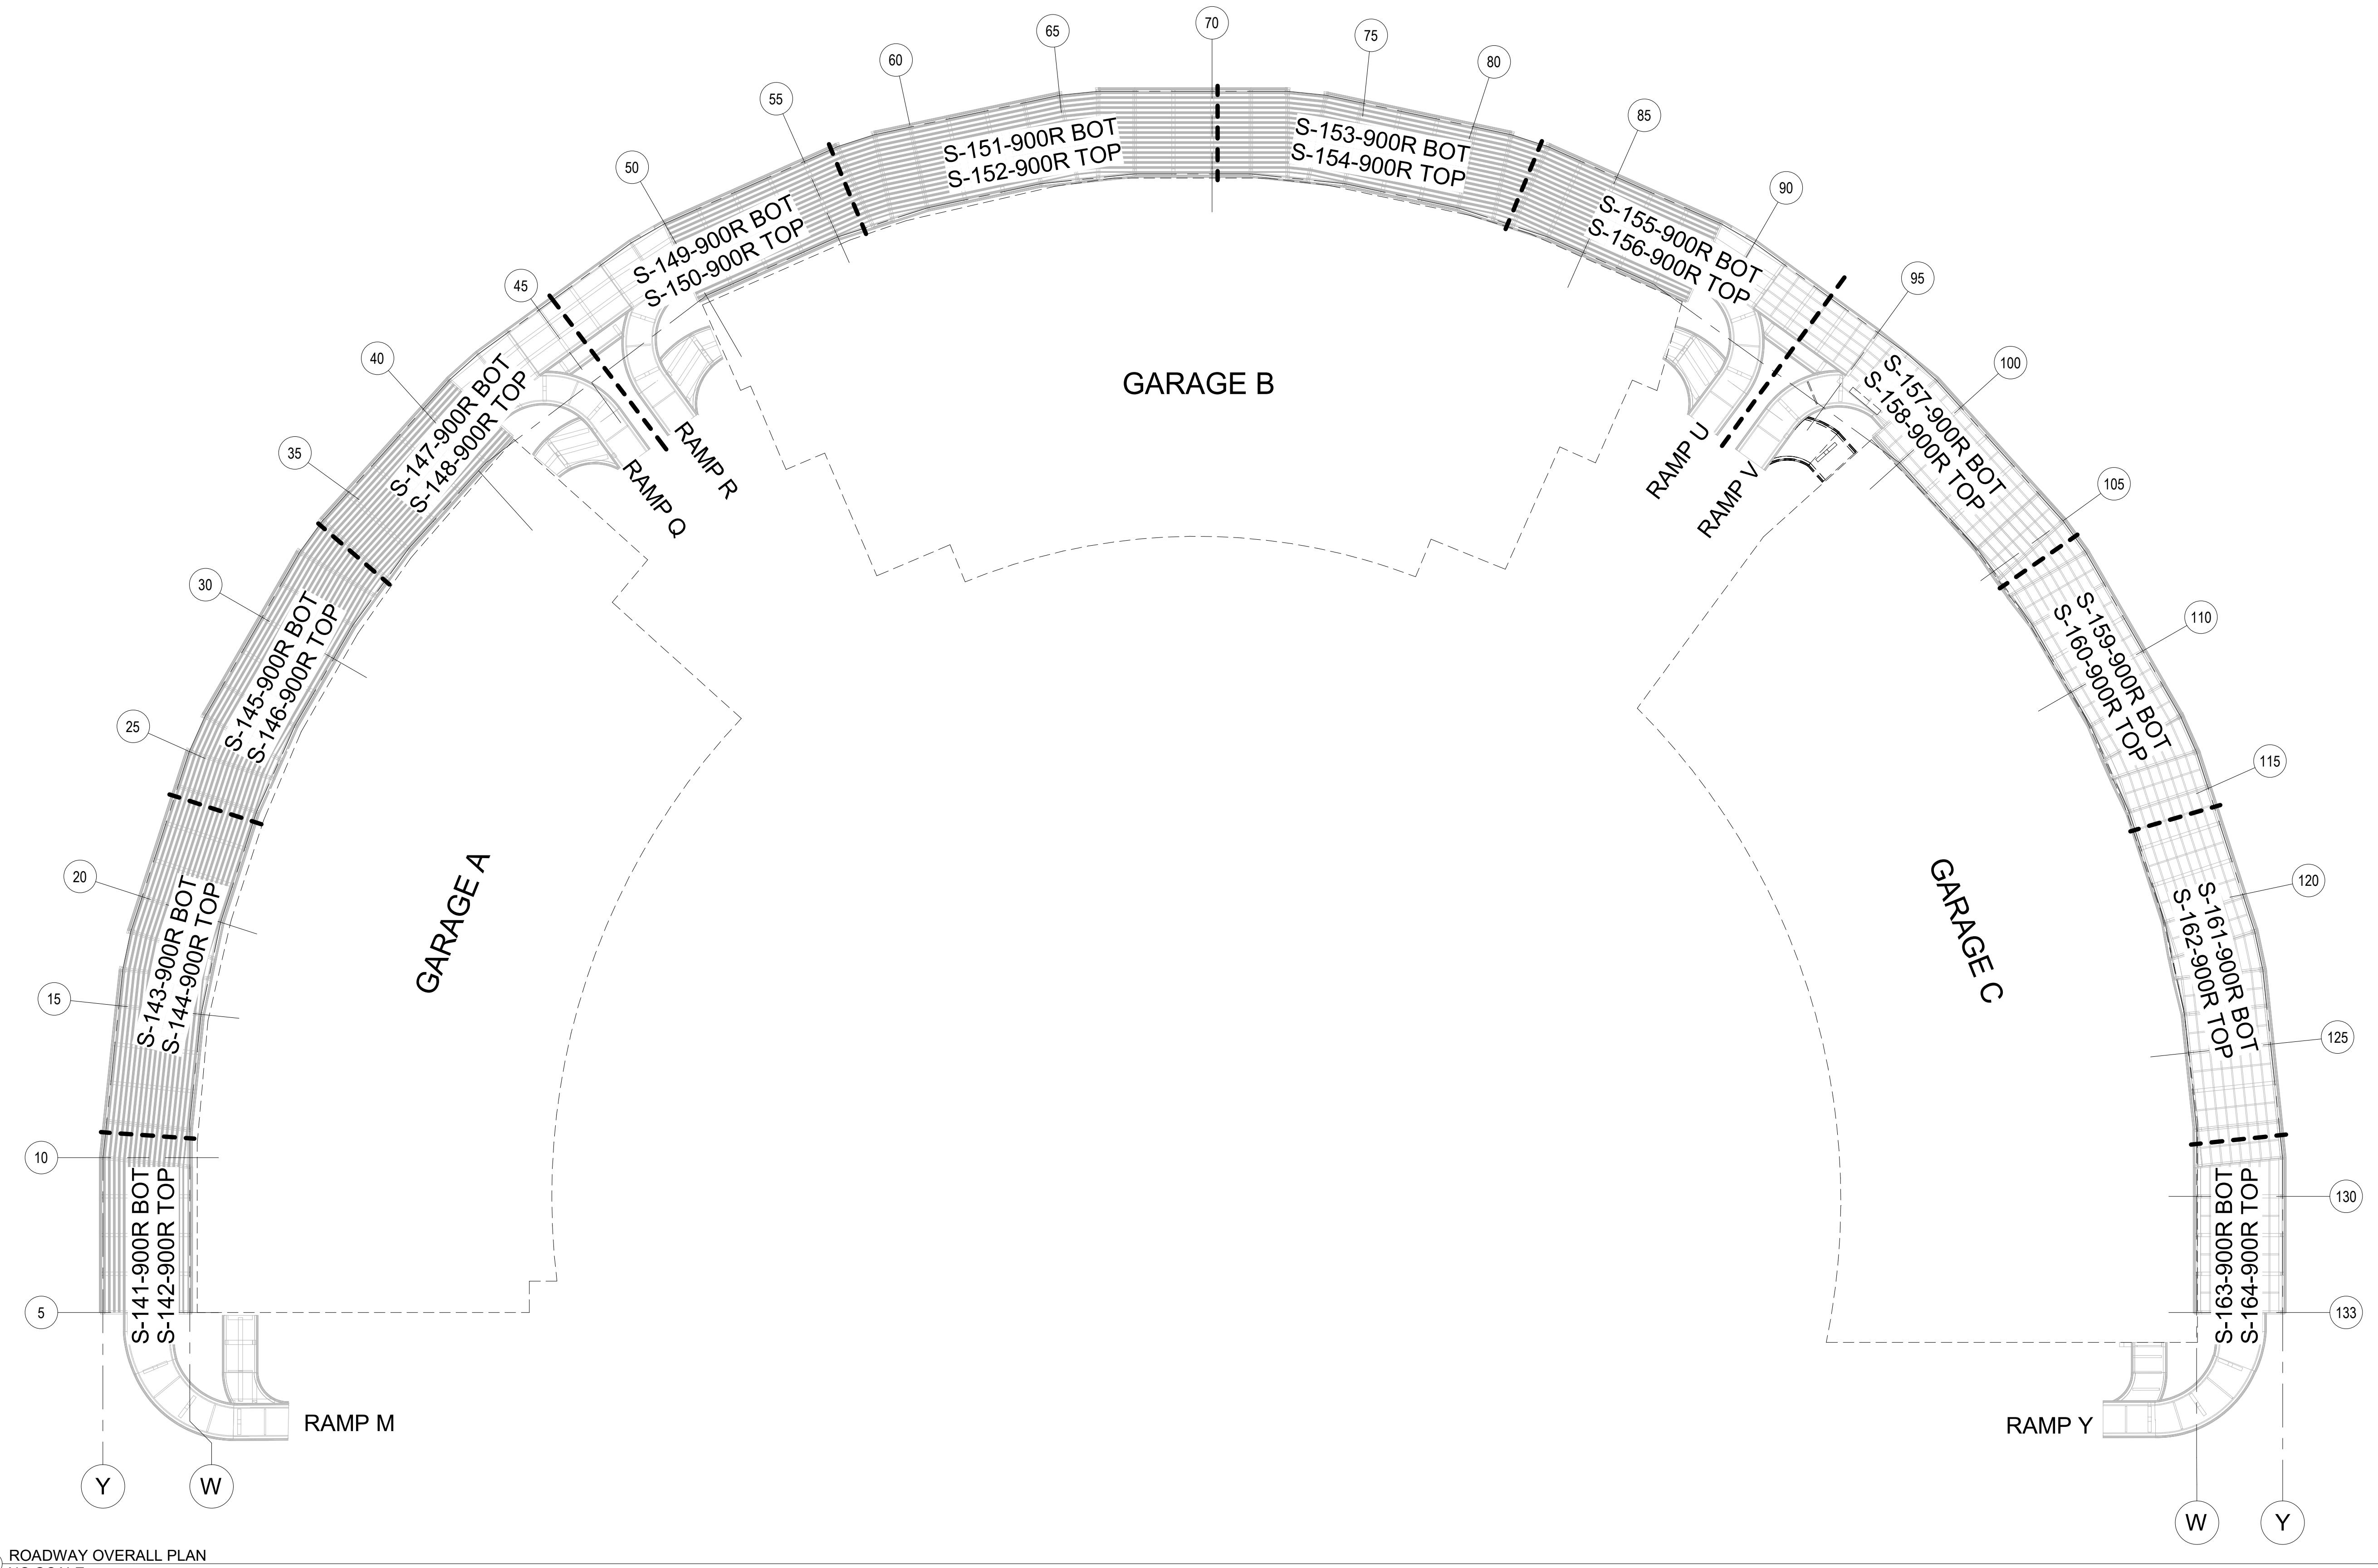 70
65
75
60
80
55
85
50
90
45
95
40
100
35
105
30
110
25
115
20
120
15
125
10
130
5
133
S-141-900R BOT
S-142-900R TOP
S-143-900R BOT
S-144-900R TOP
S-145-900R BOT
S-146-900R TOP
S-147-900R BOT
S-148-900R TOP
S-149-900R BOT
S-150-900R TOP
S-151-900R BOT
S-152-900R TOP
S-153-900R BOT
S-154-900R TOP
S-155-900R BOT
S-156-900R TOP
S-157-900R BOT
S-158-900R TOP
S-159-900R BOT
S-160-900R TOP
S-161-900R BOT
S-162-900R TOP
S-163-900R BOT
S-164-900R TOP
RAMP R
RAMP Q
RAMP U
RAMP V
GARAGE B
GARAGE A
GARAGE C
RAMP M
RAMP Y
Y
W
W
Y
ROADWAY OVERALL PLAN